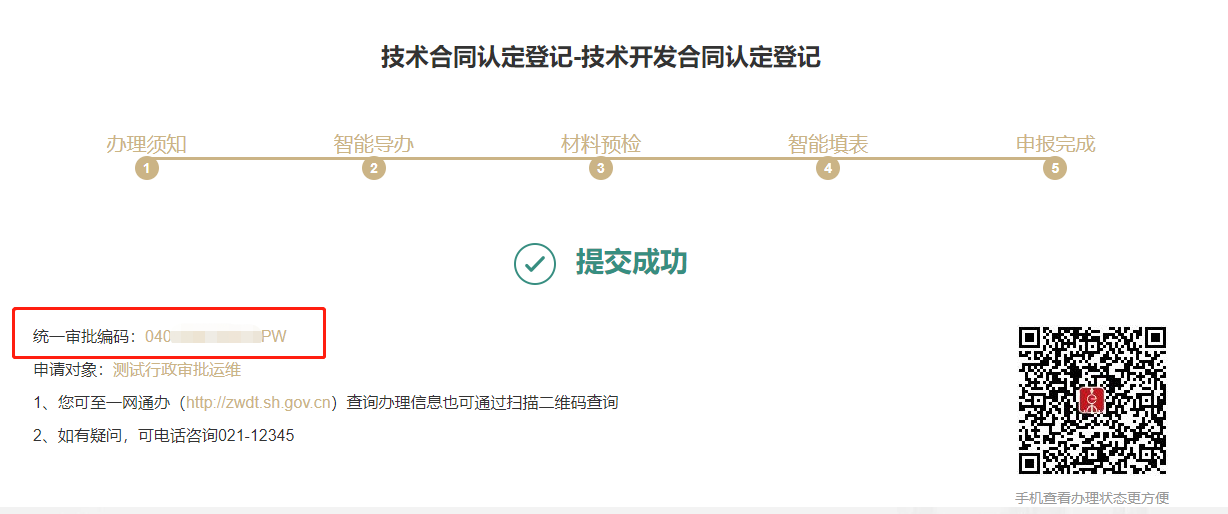 技术合同认定登记-技术开发合同认定登记
办理须知 智能导办 材料预检 智能填表 申报完成
1 2 3 4 5
提交成功
统一审批编码：040 PW
申请对象：测试行政审批运维
1、您可至一网通办（http://zwdt.sh.gov.cn）查询办理信息也可通过扫描二维码查询
2、如有疑问，可电话咨询021-12345
手机查看办理状态更方便